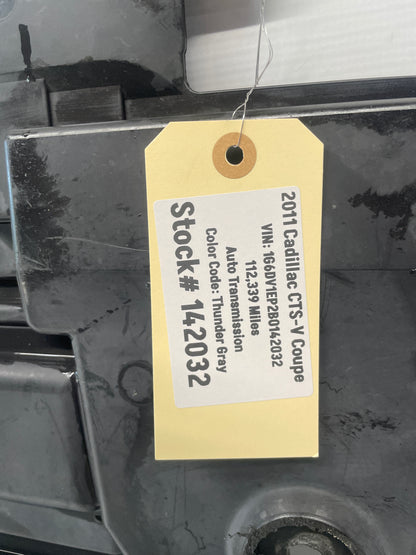 2011 Cadillac CTS-V Coupe
VIN: 1G6DV1EP2B0142032
112,339 Miles
Auto Transmission
Color Code: Thunder Gray
Stock# 142032